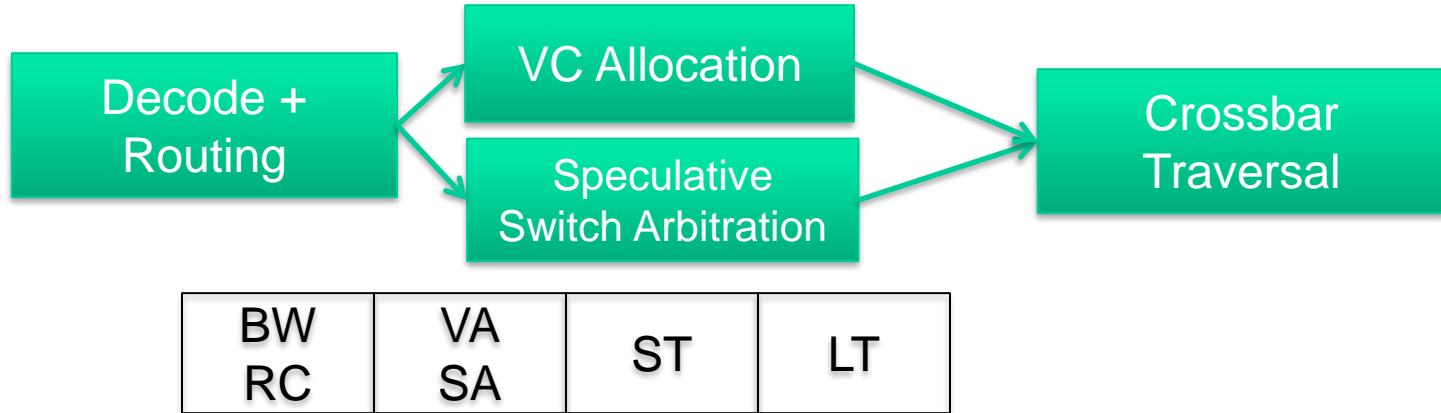 Decode +
Routing
VC Allocation
Speculative
Switch Arbitration
Crossbar
Traversal
BW
RC
VA
SA
ST
LT